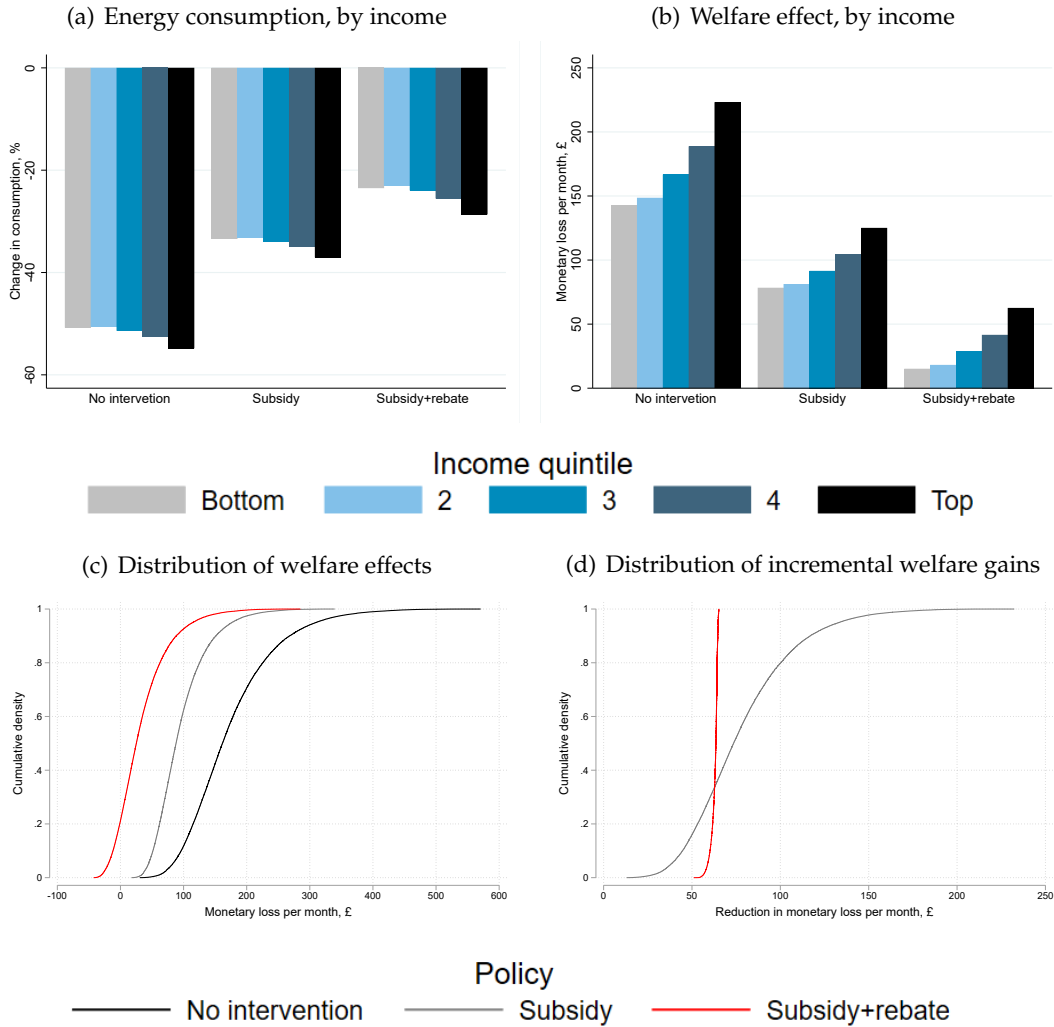 (a) Energy consumption, by income
Change in consumption, %
0
-20
-40
-60
No intervetion
Subsidy
Subsidy+rebate
(b) Welfare effect, by income
Monetary loss per month, £
250
200
150
100
50
0
No intervention
Subsidy
Subsidy+rebate
Income quintile
Bottom 2 3 4 Top
(c) Distribution of welfare effects
Cumulative density
1
.8
.6
.4
.2
0
-100 0 100 200 300 400 500 600
Monetary loss per month, £
(d) Distribution of incremental welfare gains
Cumulative density
1
.8
.6
.4
.2
0
0 50 100 150 200 250
Reduction in monetary loss per month, £
Policy
No intervention Subsidy Subsidy+rebate